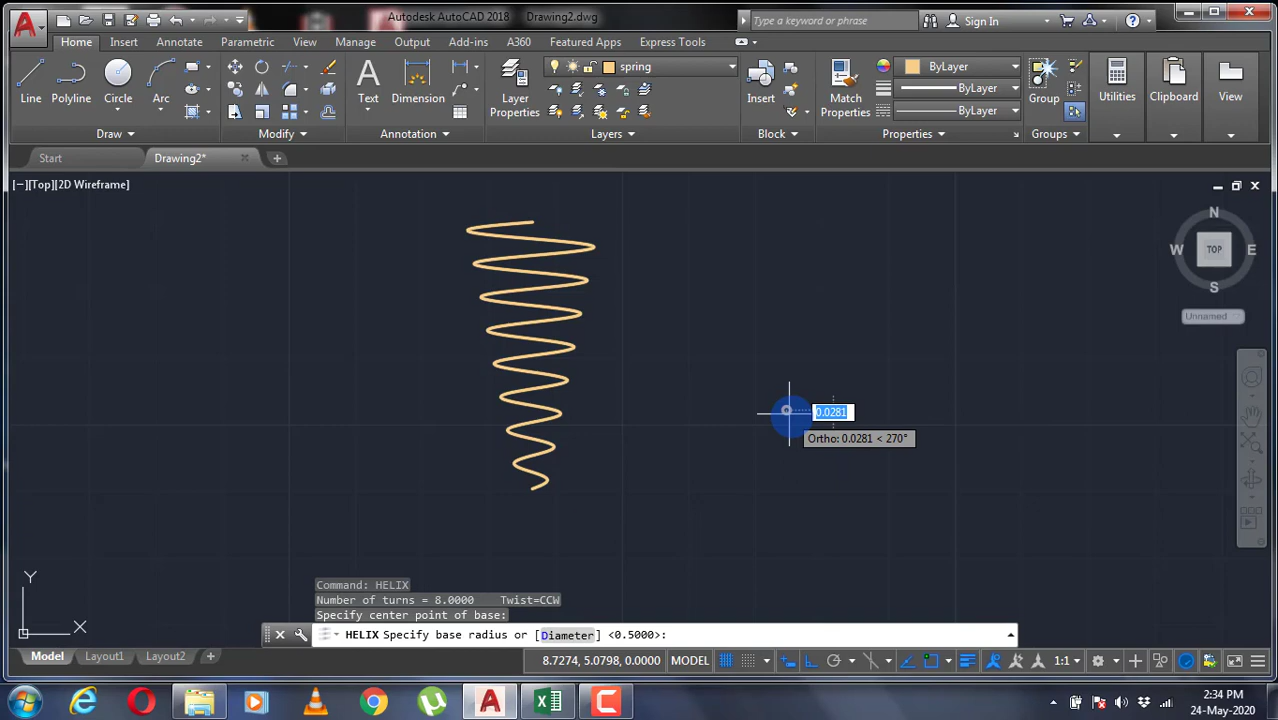 Autodesk AutoCAD 2018 Drawing2.dwg
Type a keyword or phrase
Sign In
Home Insert Annotate Parametric View Manage Output Add-ins A360 Featured Apps Express Tools
spring
ByLayer
ByLayer
ByLayer
Line Polyline Circle Arc
Text Dimension
Layer Properties
Insert
Match Properties
Group
Utilities
Clipboard
View
Draw Modify Annotation Layers Block Properties Groups
Start Drawing2*
[−][Top][2D Wireframe]
N
W TOP E
S
Unnamed
0.0281
Ortho: 0.0281 < 270°
Y
X
Command: HELIX
Number of turns = 8.0000 Twist=CCW
Specify center point of base:
HELIX Specify base radius or [Diameter] <0.5000>:
Model Layout1 Layout2
8.7274, 5.0798, 0.0000 MODEL
1:1
2:34 PM
24-May-2020